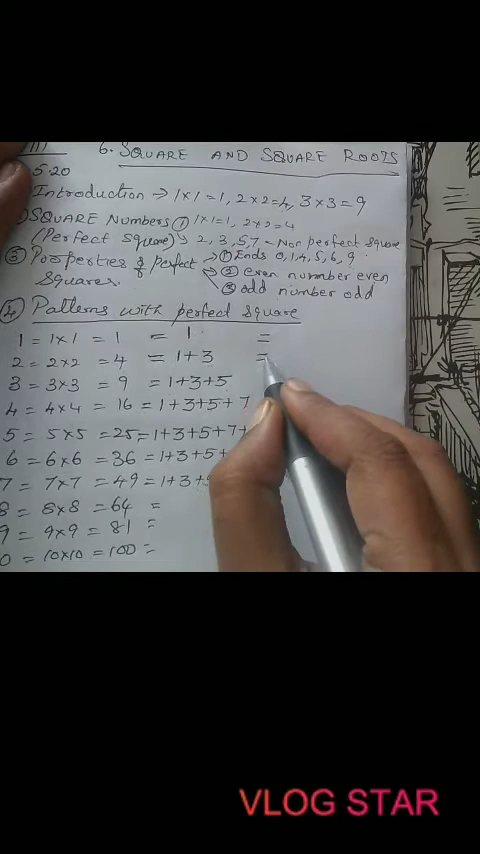 6. SQUARE AND SQUARE ROOTS
5.20
Introduction → 1×1=1, 2×2=4, 3×3=9
SQUARE Numbers ① 1×1=1, 2×2=4
(Perfect square) 2, 3, 5, 7 - Non perfect square
③ Poorperties of perfect → ① Ends 0, 1, 4, 5, 6, 9.
squares. ② even number even
③ odd number odd
④ Patterns with perfect square
1 = 1×1 = 1 = 1 =
2 = 2×2 = 4 = 1+3 =
3 = 3×3 = 9 = 1+3+5
4 = 4×4 = 16 = 1+3+5+7
5 = 5×5 = 25 = 1+3+5+7+
6 = 6×6 = 36 = 1+3+5+
7 = 7×7 = 49 = 1+3+
8 = 8×8 = 64 =
9 = 9×9 = 81 =
0 = 10×10 = 100 =
VLOG STAR